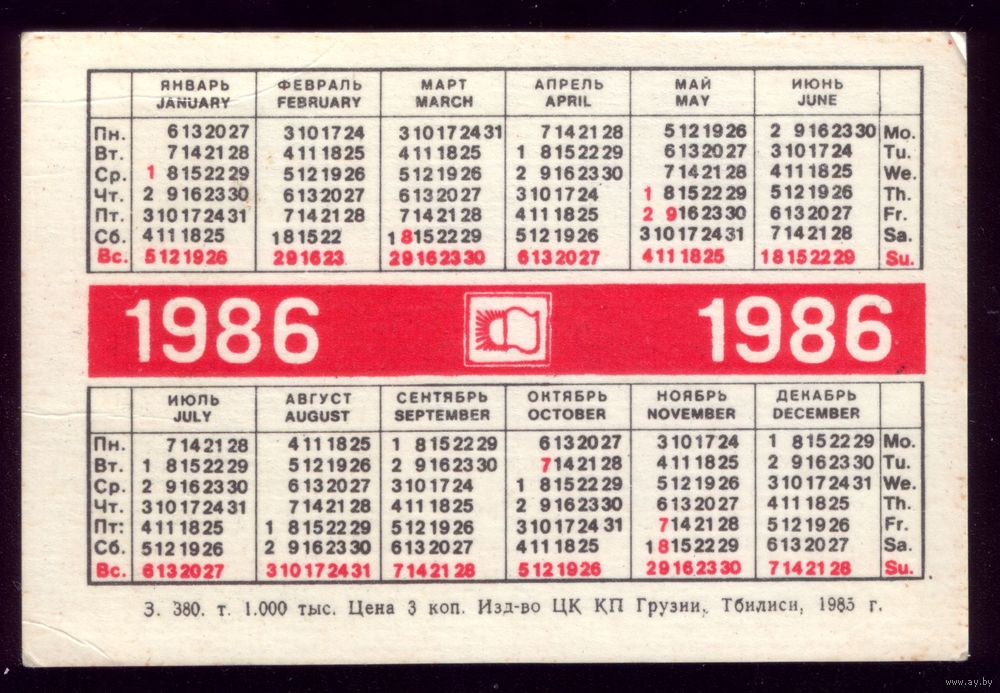 ЯНВАРЬ ФЕВРАЛЬ МАРТ АПРЕЛЬ МАЙ ИЮНЬ
JANUARY FEBRUARY MARCH APRIL MAY JUNE
Пн. 6 13 20 27 3 10 17 24 3 10 17 24 31 7 14 21 28 5 12 19 26 2 9 16 23 30 Mo.
Вт. 7 14 21 28 4 11 18 25 4 11 18 25 1 8 15 22 29 6 13 20 27 3 10 17 24 Tu.
Ср. 1 8 15 22 29 5 12 19 26 5 12 19 26 2 9 16 23 30 7 14 21 28 4 11 18 25 We.
Чт. 2 9 16 23 30 6 13 20 27 6 13 20 27 3 10 17 24 1 8 15 22 29 5 12 19 26 Th.
Пт. 3 10 17 24 31 7 14 21 28 7 14 21 28 4 11 18 25 2 9 16 23 30 6 13 20 27 Fr.
Сб. 4 11 18 25 1 8 15 22 1 8 15 22 29 5 12 19 26 3 10 17 24 31 7 14 21 28 Sa.
Вс. 5 12 19 26 2 9 16 23 2 9 16 23 30 6 13 20 27 4 11 18 25 1 8 15 22 29 Su.
1986 1986
ИЮЛЬ АВГУСТ СЕНТЯБРЬ ОКТЯБРЬ НОЯБРЬ ДЕКАБРЬ
JULY AUGUST SEPTEMBER OCTOBER NOVEMBER DECEMBER
Пн. 7 14 21 28 4 11 18 25 1 8 15 22 29 6 13 20 27 3 10 17 24 1 8 15 22 29 Mo.
Вт. 1 8 15 22 29 5 12 19 26 2 9 16 23 30 7 14 21 28 4 11 18 25 2 9 16 23 30 Tu.
Ср. 2 9 16 23 30 6 13 20 27 3 10 17 24 1 8 15 22 29 5 12 19 26 3 10 17 24 31 We.
Чт. 3 10 17 24 31 7 14 21 28 4 11 18 25 2 9 16 23 30 6 13 20 27 4 11 18 25 Th.
Пт: 4 11 18 25 1 8 15 22 29 5 12 19 26 3 10 17 24 31 7 14 21 28 5 12 19 26 Fr.
Сб. 5 12 19 26 2 9 16 23 30 6 13 20 27 4 11 18 25 1 8 15 22 29 6 13 20 27 Sa.
Вс. 6 13 20 27 3 10 17 24 31 7 14 21 28 5 12 19 26 2 9 16 23 30 7 14 21 28 Su.
З. 380. т. 1.000 тыс. Цена 3 коп. Изд-во ЦК КП Грузии, Тбилиси, 1985 г.
www.ay.by